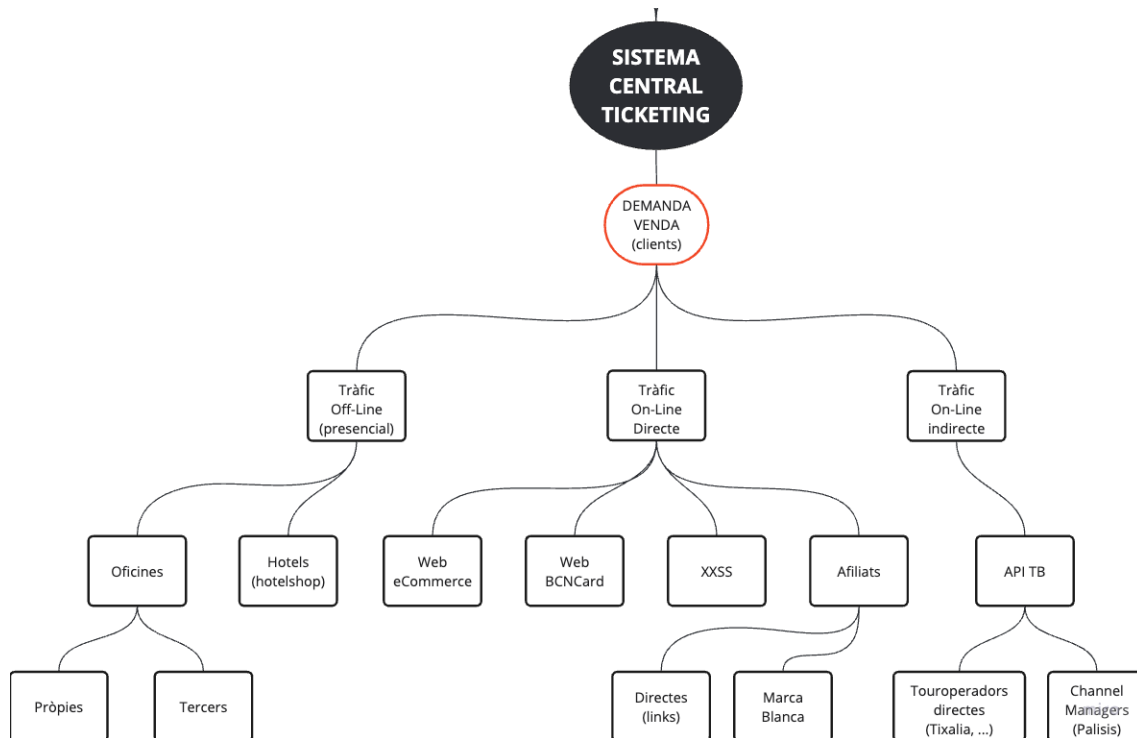 SISTEMA
CENTRAL
TICKETING
DEMANDA
VENDA
(clients)
Tràfic
Off-Line
(presencial)
Tràfic
On-Line
Directe
Tràfic
On-Line
indirecte
Oficines
Hotels
(hotelshop)
Web
eCommerce
Web
BCNCard
XXSS
Afiliats
API TB
Pròpies
Tercers
Directes
(links)
Marca
Blanca
Touroperadors
directes
(Tixalia, ...)
Channel
Managers
(Palisis)